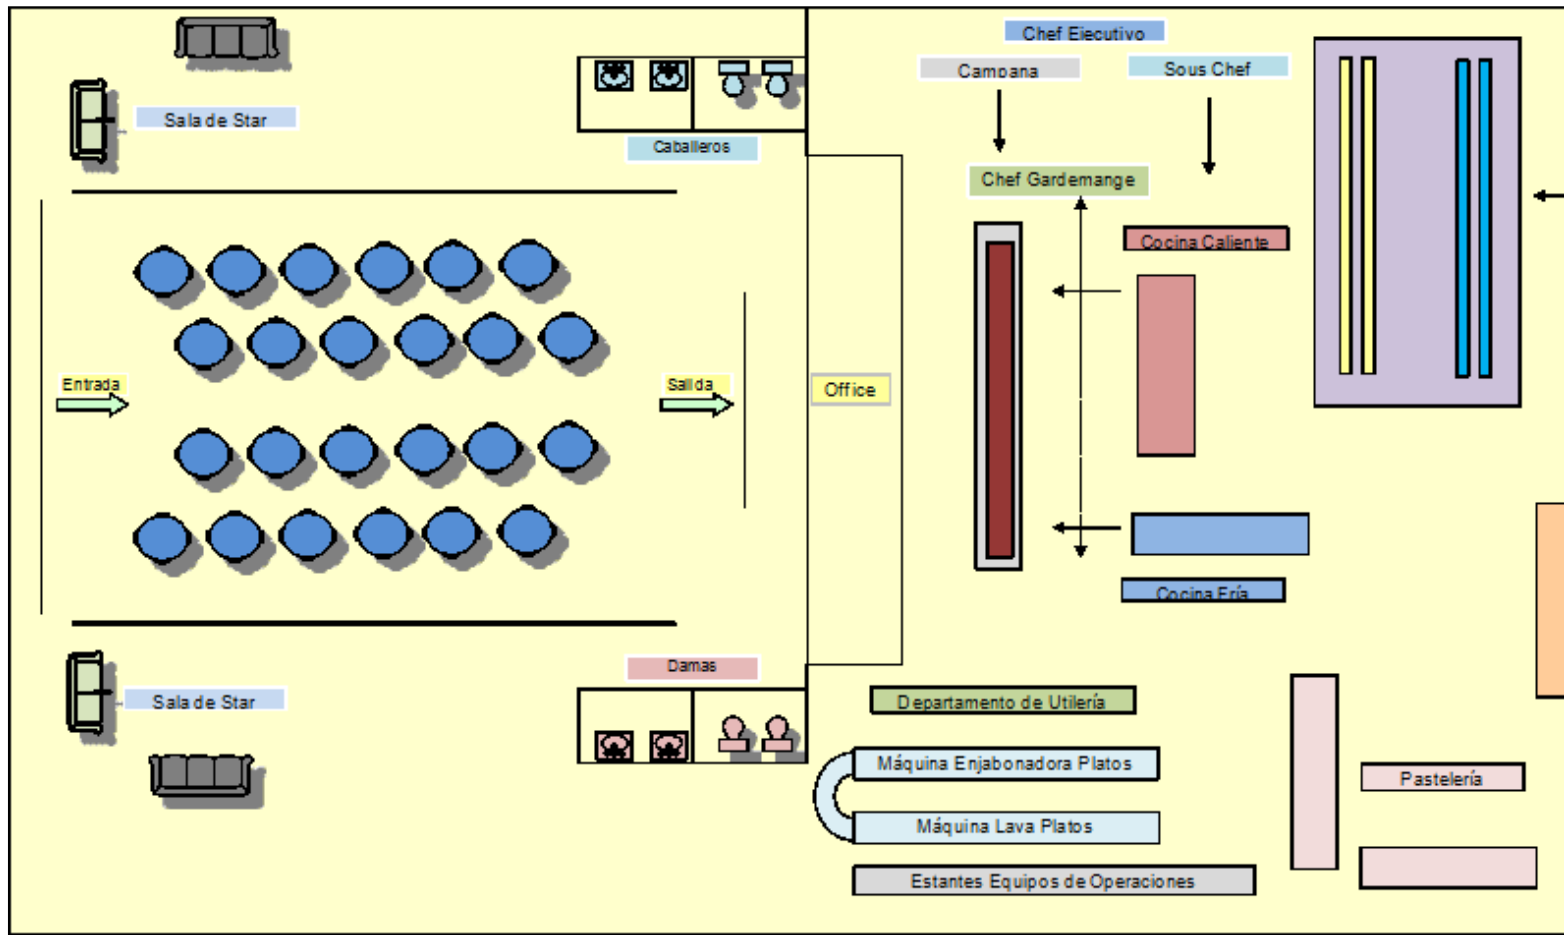 Chef Ejecutivo
Campana
Sous Chef
Sala de Star
Caballeros
Chef Gardemange
Cocina Caliente
Entrada
Salida
Office
Cocina Fría
Damas
Sala de Star
Departamento de Utilería
Máquina Enjabonadora Platos
Pastelería
Máquina Lava Platos
Estantes Equipos de Operaciones